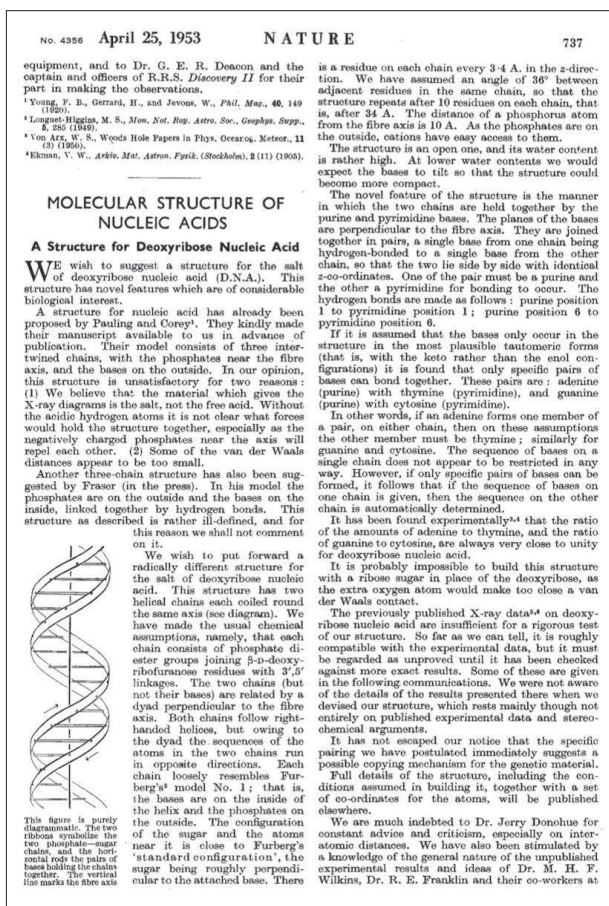 No. 4356 April 25, 1953 NATURE 737
equipment, and to Dr. G. E. R. Deacon and the
captain and officers of R.R.S. Discovery II for their
part in making the observations.
¹ Young, F. B., Gerrard, H., and Jevons, W., Phil. Mag., 40, 149
(1920).
² Longuet-Higgins, M. S., Mon. Not. Roy. Astro. Soc., Geophys. Supp.,
5, 285 (1949).
³ Von Arx, W. S., Woods Hole Papers in Phys. Ocearog. Meteor., 11
(3) (1950).
⁴ Ekman, V. W., Arkiv. Mat. Astron. Fysik. (Stockholm), 2 (11) (1905).
MOLECULAR STRUCTURE OF
NUCLEIC ACIDS
A Structure for Deoxyribose Nucleic Acid
WE wish to suggest a structure for the salt
of deoxyribose nucleic acid (D.N.A.). This
structure has novel features which are of considerable
biological interest.
A structure for nucleic acid has already been
proposed by Pauling and Corey¹. They kindly made
their manuscript available to us in advance of
publication. Their model consists of three inter-
twined chains, with the phosphates near the fibre
axis, and the bases on the outside. In our opinion,
this structure is unsatisfactory for two reasons :
(1) We believe that the material which gives the
X-ray diagrams is the salt, not the free acid. Without
the acidic hydrogen atoms it is not clear what forces
would hold the structure together, especially as the
negatively charged phosphates near the axis will
repel each other. (2) Some of the van der Waals
distances appear to be too small.
Another three-chain structure has also been sug-
gested by Fraser (in the press). In his model the
phosphates are on the outside and the bases on the
inside, linked together by hydrogen bonds. This
structure as described is rather ill-defined, and for
this reason we shall not comment
on it.
We wish to put forward a
radically different structure for
the salt of deoxyribose nucleic
acid. This structure has two
helical chains each coiled round
the same axis (see diagram). We
have made the usual chemical
assumptions, namely, that each
chain consists of phosphate di-
ester groups joining β-D-deoxy-
ribofuranose residues with 3′,5′
linkages. The two chains (but
not their bases) are related by a
dyad perpendicular to the fibre
axis. Both chains follow right-
handed helices, but owing to
the dyad the sequences of the
atoms in the two chains run
in opposite directions. Each
chain loosely resembles Fur-
berg's² model No. 1 ; that is,
the bases are on the inside of
the helix and the phosphates on
the outside. The configuration
of the sugar and the atoms
near it is close to Furberg's
'standard configuration', the
sugar being roughly perpendi-
cular to the attached base. There
This figure is purely
diagrammatic. The two
ribbons symbolize the
two phosphate—sugar
chains, and the hori-
zontal rods the pairs of
bases holding the chains
together. The vertical
line marks the fibre axis
is a residue on each chain every 3·4 A. in the z-direc-
tion. We have assumed an angle of 36° between
adjacent residues in the same chain, so that the
structure repeats after 10 residues on each chain, that
is, after 34 A. The distance of a phosphorus atom
from the fibre axis is 10 A. As the phosphates are on
the outside, cations have easy access to them.
The structure is an open one, and its water content
is rather high. At lower water contents we would
expect the bases to tilt so that the structure could
become more compact.
The novel feature of the structure is the manner
in which the two chains are held together by the
purine and pyrimidine bases. The planes of the bases
are perpendicular to the fibre axis. They are joined
together in pairs, a single base from one chain being
hydrogen-bonded to a single base from the other
chain, so that the two lie side by side with identical
z-co-ordinates. One of the pair must be a purine and
the other a pyrimidine for bonding to occur. The
hydrogen bonds are made as follows : purine position
1 to pyrimidine position 1 ; purine position 6 to
pyrimidine position 6.
If it is assumed that the bases only occur in the
structure in the most plausible tautomeric forms
(that is, with the keto rather than the enol con-
figurations) it is found that only specific pairs of
bases can bond together. These pairs are : adenine
(purine) with thymine (pyrimidine), and guanine
(purine) with cytosine (pyrimidine).
In other words, if an adenine forms one member of
a pair, on either chain, then on these assumptions
the other member must be thymine ; similarly for
guanine and cytosine. The sequence of bases on a
single chain does not appear to be restricted in any
way. However, if only specific pairs of bases can be
formed, it follows that if the sequence of bases on
one chain is given, then the sequence on the other
chain is automatically determined.
It has been found experimentally³,⁴ that the ratio
of the amounts of adenine to thymine, and the ratio
of guanine to cytosine, are always very close to unity
for deoxyribose nucleic acid.
It is probably impossible to build this structure
with a ribose sugar in place of the deoxyribose, as
the extra oxygen atom would make too close a van
der Waals contact.
The previously published X-ray data⁵,⁶ on deoxy-
ribose nucleic acid are insufficient for a rigorous test
of our structure. So far as we can tell, it is roughly
compatible with the experimental data, but it must
be regarded as unproved until it has been checked
against more exact results. Some of these are given
in the following communications. We were not aware
of the details of the results presented there when we
devised our structure, which rests mainly though not
entirely on published experimental data and stereo-
chemical arguments.
It has not escaped our notice that the specific
pairing we have postulated immediately suggests a
possible copying mechanism for the genetic material.
Full details of the structure, including the con-
ditions assumed in building it, together with a set
of co-ordinates for the atoms, will be published
elsewhere.
We are much indebted to Dr. Jerry Donohue for
constant advice and criticism, especially on inter-
atomic distances. We have also been stimulated by
a knowledge of the general nature of the unpublished
experimental results and ideas of Dr. M. H. F.
Wilkins, Dr. R. E. Franklin and their co-workers at